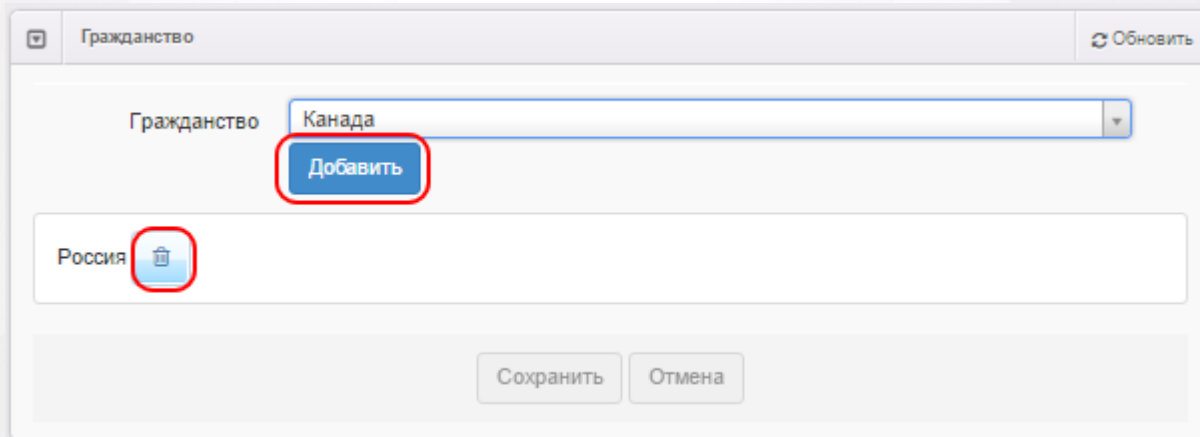 Гражданство
Обновить
Гражданство
Канада
Добавить
Россия
Сохранить
Отмена